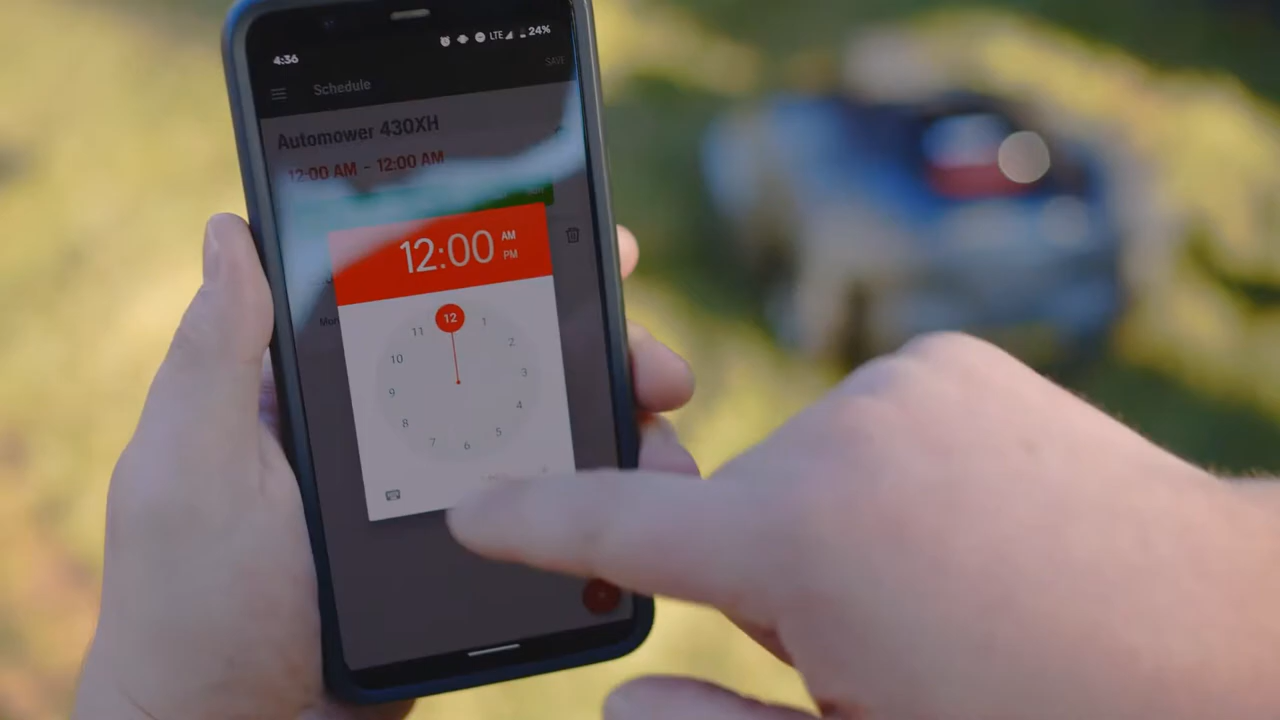 4:36 LTE 24%
SAVE
Schedule
Automower 430XH
12:00 AM - 12:00 AM
12:00 AM
PM
12
11 1
10 2
9 3
8 4
7 5
6
Mon